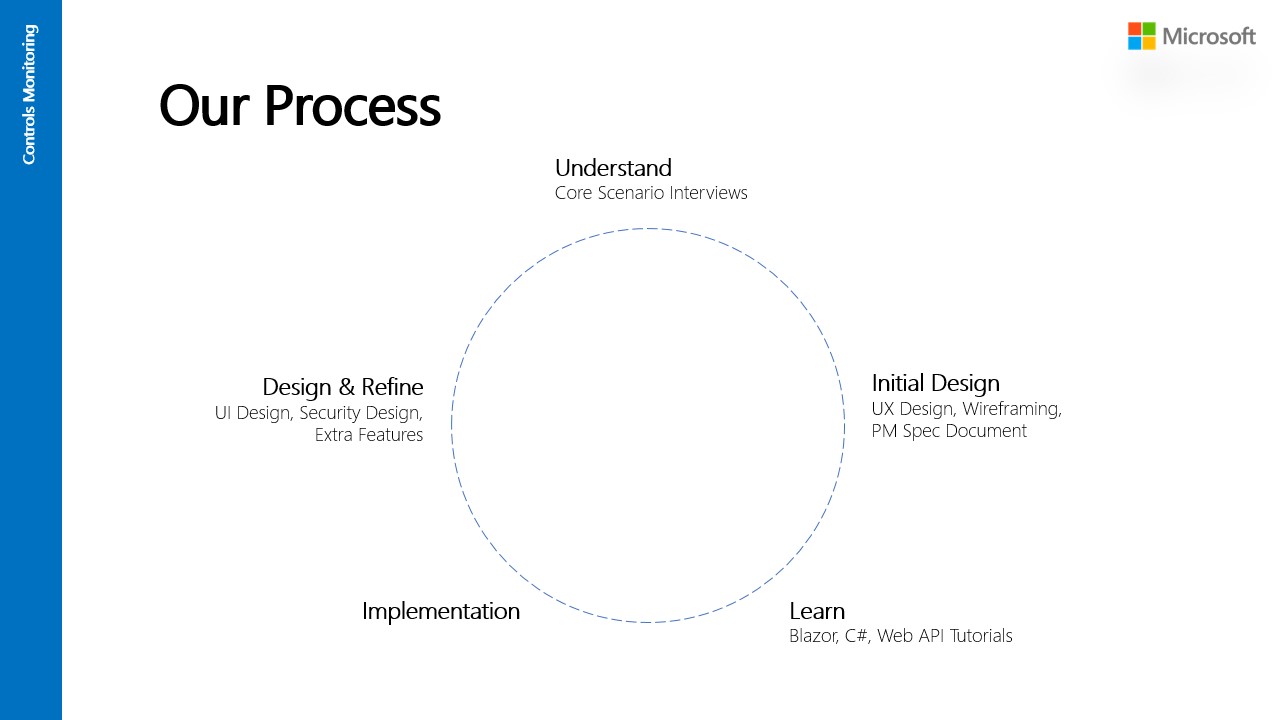 Controls Monitoring
Microsoft
Our Process
Understand
Core Scenario Interviews
Initial Design
UX Design, Wireframing,
PM Spec Document
Learn
Blazor, C#, Web API Tutorials
Implementation
Design & Refine
UI Design, Security Design,
Extra Features